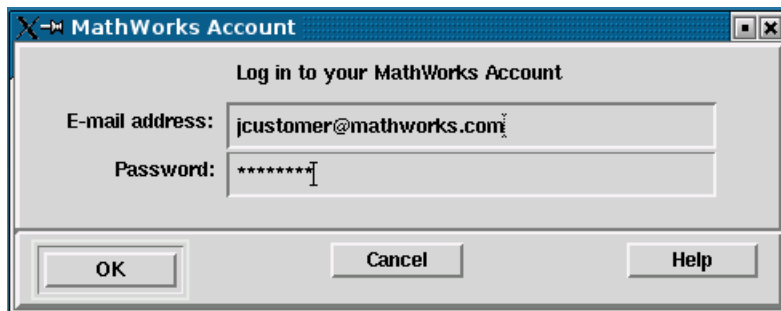 MathWorks Account
Log in to your MathWorks Account
E-mail address: jcustomer@mathworks.com
Password: ********
OK Cancel Help